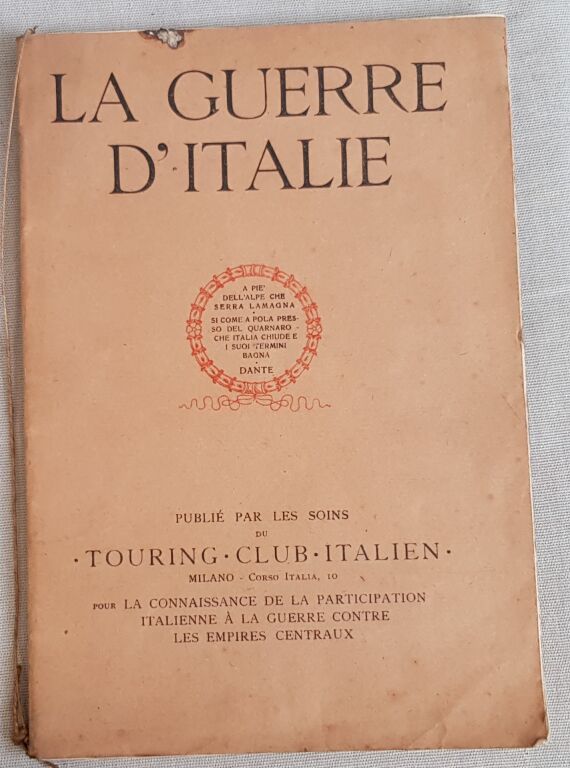 LA GUERRE
D'ITALIE
A PIE'
DELL'ALPE CHE
SERRA LAMAGNA
SI COME A POLA PRES-
SO DEL QUARNARO -
CHE ITALIA CHIUDE E
I SUOI TERMINI
BAGNA
·
DANTE
PUBLIÉ PAR LES SOINS
DU
· TOURING · CLUB · ITALIEN ·
MILANO - CORSO ITALIA, 10
POUR LA CONNAISSANCE DE LA PARTICIPATION
ITALIENNE À LA GUERRE CONTRE
LES EMPIRES CENTRAUX